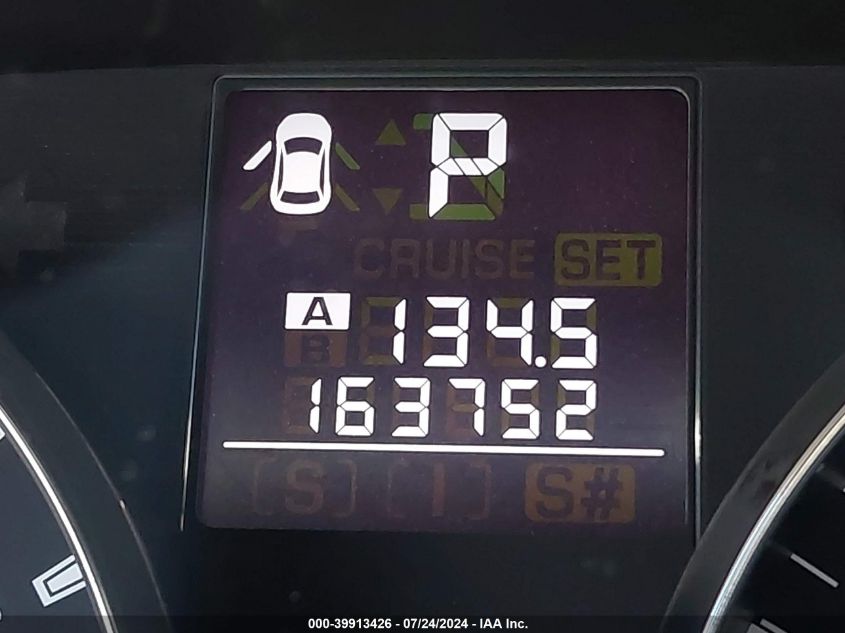 P
CRUISE SET
A 134.5
B
163752
[S] [I] S#
000-39913426 - 07/24/2024 - IAA Inc.